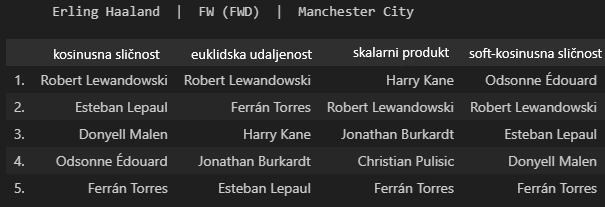 Erling Haaland | FW (FWD) | Manchester City
kosinusna sličnost euklidska udaljenost skalarni produkt soft-kosinusna sličnost
1. Robert Lewandowski Robert Lewandowski Harry Kane Odsonne Édouard
2. Esteban Lepaul Ferrán Torres Robert Lewandowski Robert Lewandowski
3. Donyell Malen Harry Kane Jonathan Burkardt Esteban Lepaul
4. Odsonne Édouard Jonathan Burkardt Christian Pulisic Donyell Malen
5. Ferrán Torres Esteban Lepaul Ferrán Torres Ferrán Torres